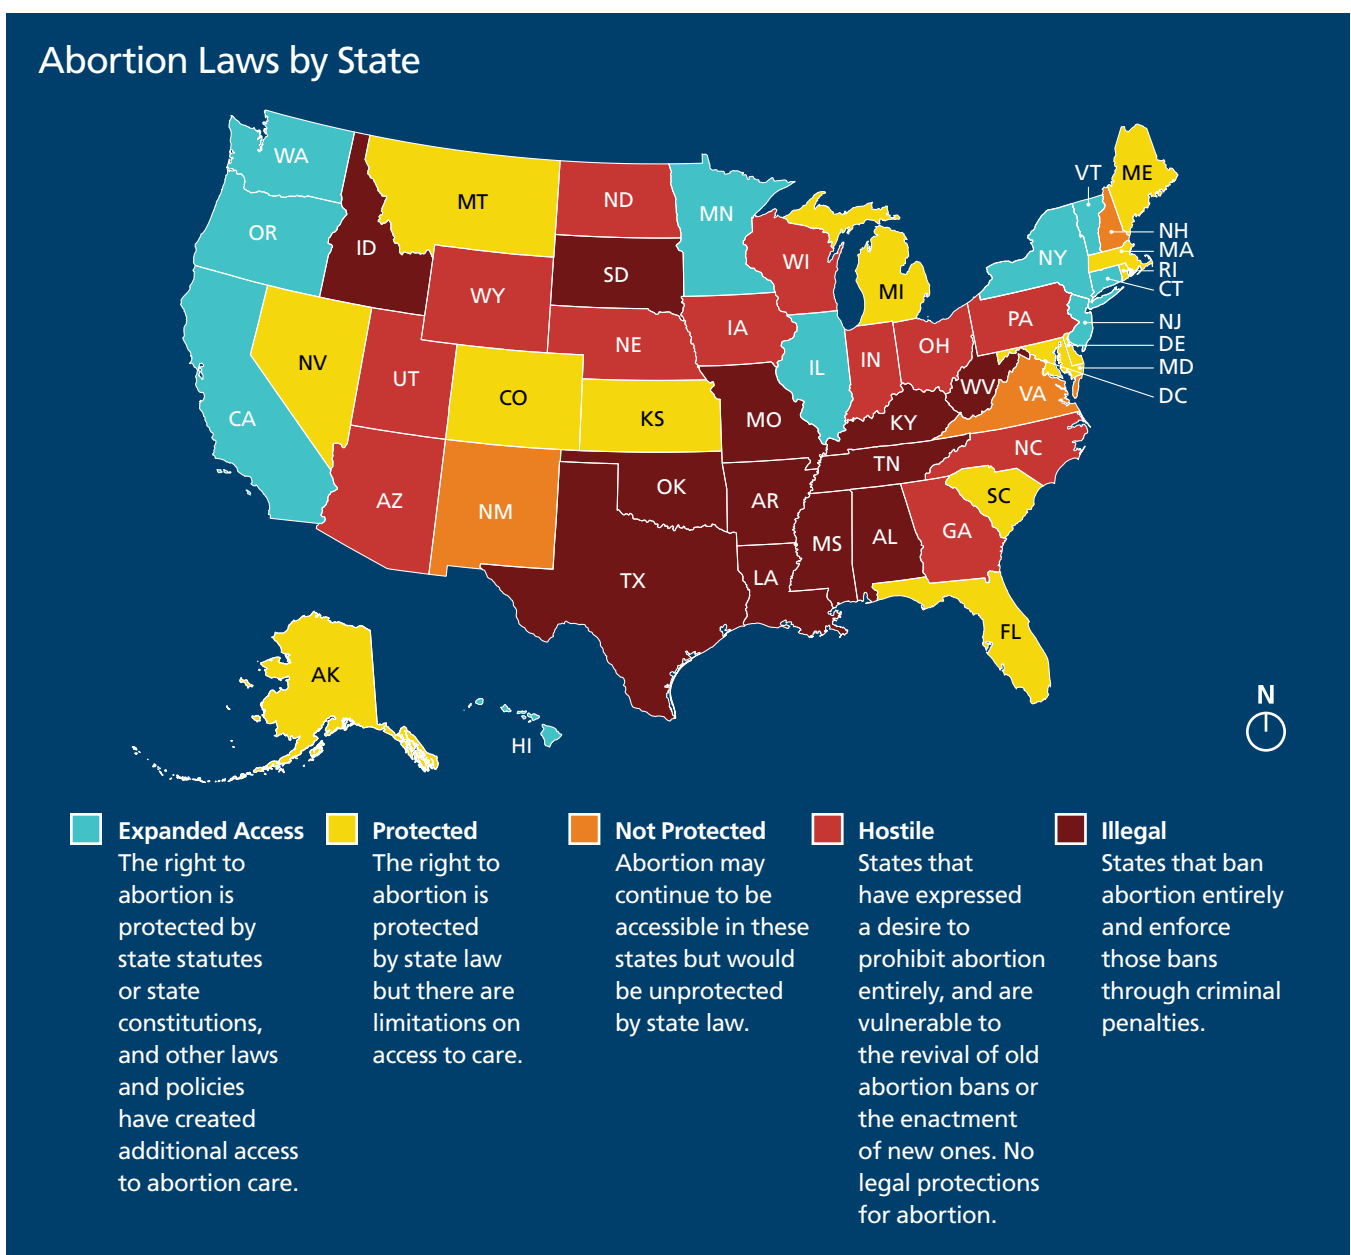 Abortion Laws by State
WA
OR
CA
ID
NV
MT
WY
UT
AZ
CO
NM
ND
SD
NE
KS
OK
TX
MN
IA
MO
AR
LA
WI
IL
MI
IN
OH
KY
TN
MS
AL
GA
FL
SC
NC
VA
WV
PA
NY
VT
ME
NH
MA
RI
CT
NJ
DE
MD
DC
AK
HI
N
Expanded Access
The right to
abortion is
protected by
state statutes
or state
constitutions,
and other laws
and policies
have created
additional access
to abortion care.
Protected
The right to
abortion is
protected
by state law
but there are
limitations on
access to care.
Not Protected
Abortion may
continue to be
accessible in these
states but would
be unprotected
by state law.
Hostile
States that
have expressed
a desire to
prohibit abortion
entirely, and are
vulnerable to
the revival of old
abortion bans or
the enactment
of new ones. No
legal protections
for abortion.
Illegal
States that ban
abortion entirely
and enforce
those bans
through criminal
penalties.